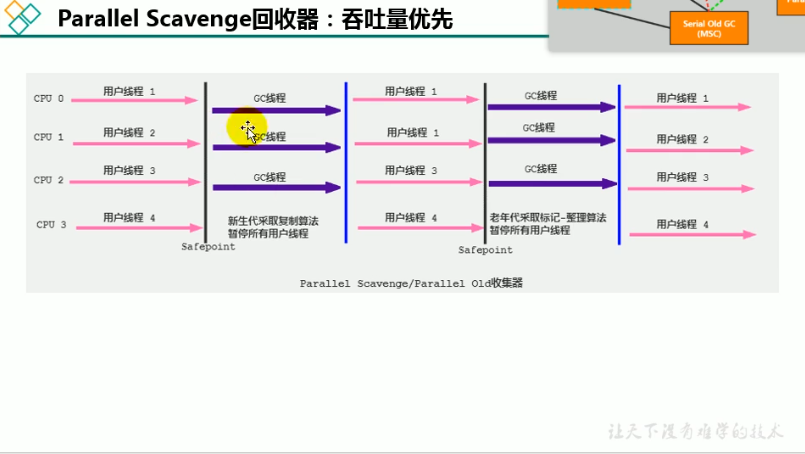 Parallel Scavenge回收器：吞吐量优先
Serial Old GC
(MSC)
CPU 0
用户线程 1
GC线程
用户线程 1
GC线程
用户线程 1
CPU 1
用户线程 2
GC线程
用户线程 1
GC线程
用户线程 2
CPU 2
用户线程 3
GC线程
用户线程 3
GC线程
用户线程 3
CPU 3
用户线程 4
新生代采取复制算法
暂停所有用户线程
用户线程 4
老年代采取标记-整理算法
暂停所有用户线程
用户线程 4
Safepoint
Safepoint
Parallel Scavenge/Parallel Old收集器
让天下没有难学的技术